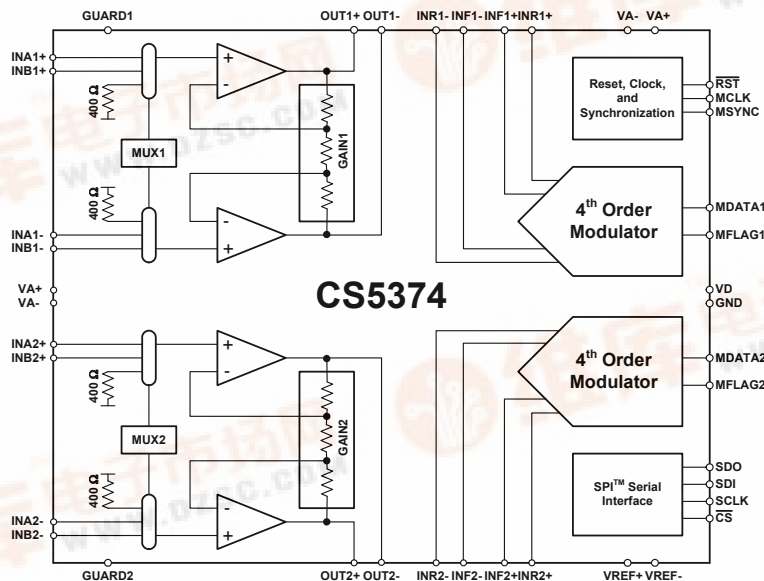 GUARD1 OUT1+ OUT1- INR1- INF1- INF1+ INR1+ VA- VA+
INA1+
INB1+
400 Ω
MUX1
400 Ω
INA1-
INB1-
+
-
-
+
GAIN1
Reset, Clock,
and
Synchronization
RST
MCLK
MSYNC
4th Order
Modulator
MDATA1
MFLAG1
VA+
VA-
CS5374
VD
GND
INA2+
INB2+
400 Ω
MUX2
400 Ω
INA2-
INB2-
+
-
-
+
GAIN2
4th Order
Modulator
MDATA2
MFLAG2
SPI™ Serial
Interface
SDO
SDI
SCLK
CS
GUARD2 OUT2+ OUT2- INR2- INF2- INF2+ INR2+ VREF+ VREF-
www.dzsc.com